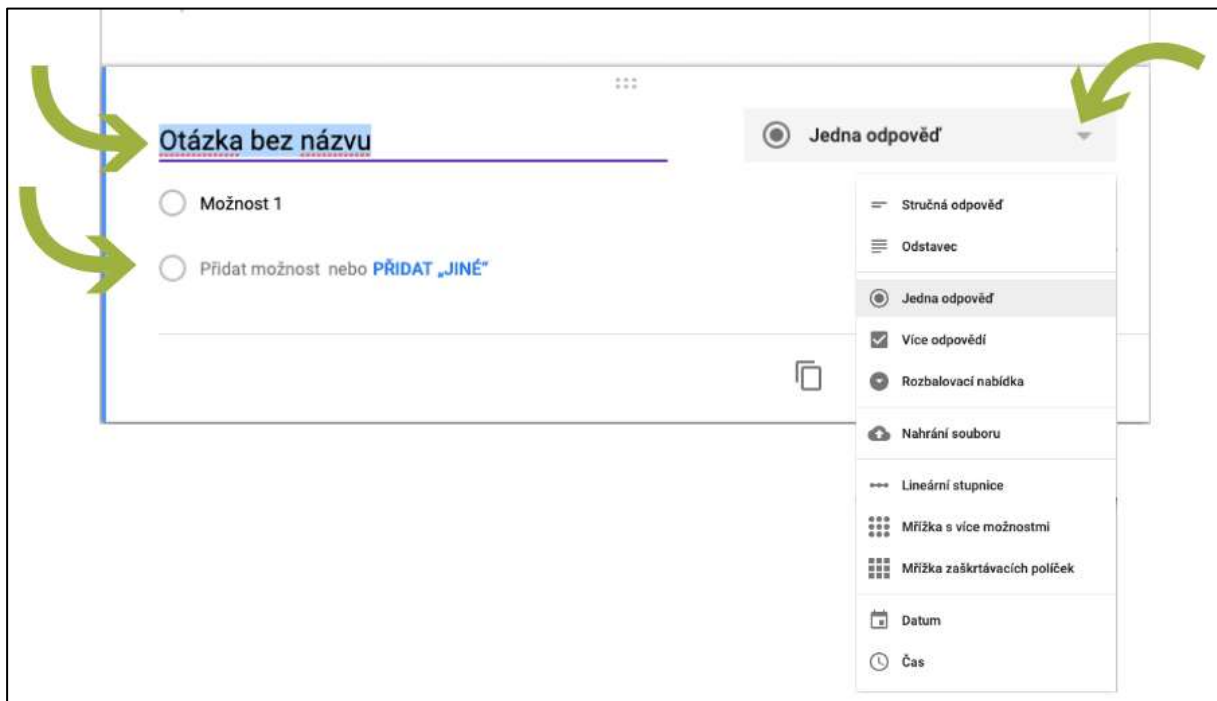 Otázka bez názvu
Jedna odpověď
Možnost 1
Přidat možnost nebo PŘIDAT „JINÉ“
Stručná odpověď
Odstavec
Jedna odpověď
Více odpovědí
Rozbalovací nabídka
Nahrání souboru
Lineární stupnice
Mřížka s více možnostmi
Mřížka zaškrtávacích políček
Datum
Čas